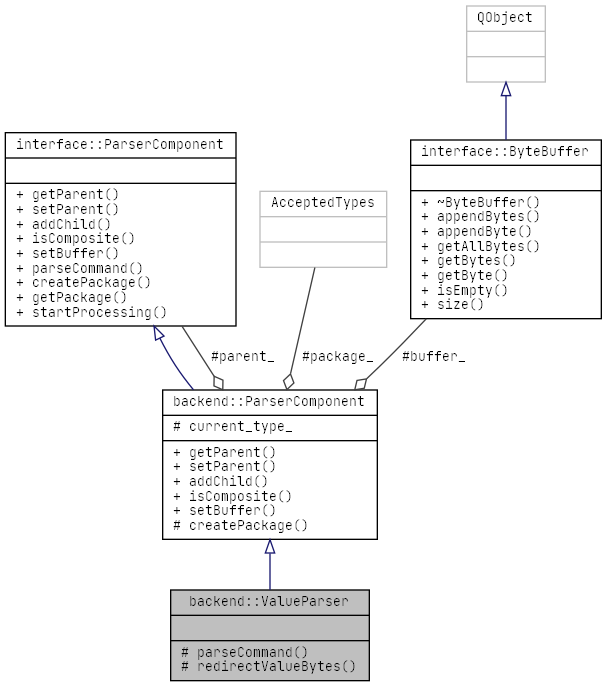 QObject
interface::ParserComponent
+ getParent()
+ setParent()
+ addChild()
+ isComposite()
+ setBuffer()
+ parseCommand()
+ createPackage()
+ getPackage()
+ startProcessing()
AcceptedTypes
interface::ByteBuffer
+ ~ByteBuffer()
+ appendBytes()
+ appendByte()
+ getAllBytes()
+ getBytes()
+ getByte()
+ isEmpty()
+ size()
#parent_
#package_
#buffer_
backend::ParserComponent
# current_type_
+ getParent()
+ setParent()
+ addChild()
+ isComposite()
+ setBuffer()
# createPackage()
backend::ValueParser
# parseCommand()
# redirectValueBytes()